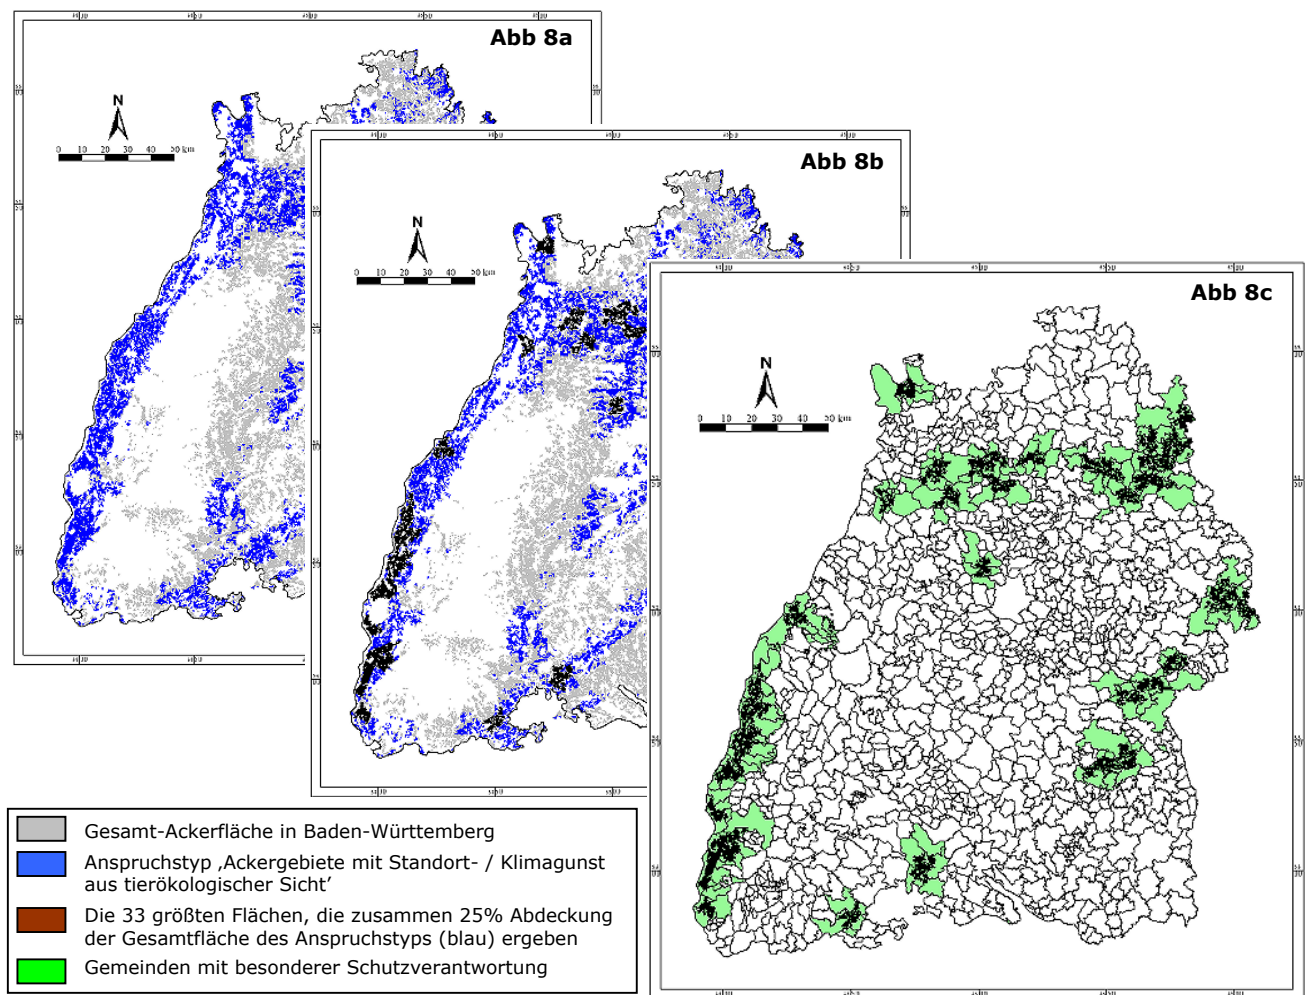 Abb 8a
N
0 10 20 30 40 50 km
Abb 8b
N
0 10 20 30 40 50 km
Abb 8c
N
0 10 20 30 40 50 km
Gesamt-Ackerfläche in Baden-Württemberg
Anspruchstyp ‚Ackergebiete mit Standort- / Klimagunst
aus tierökologischer Sicht’
Die 33 größten Flächen, die zusammen 25% Abdeckung
der Gesamtfläche des Anspruchstyps (blau) ergeben
Gemeinden mit besonderer Schutzverantwortung